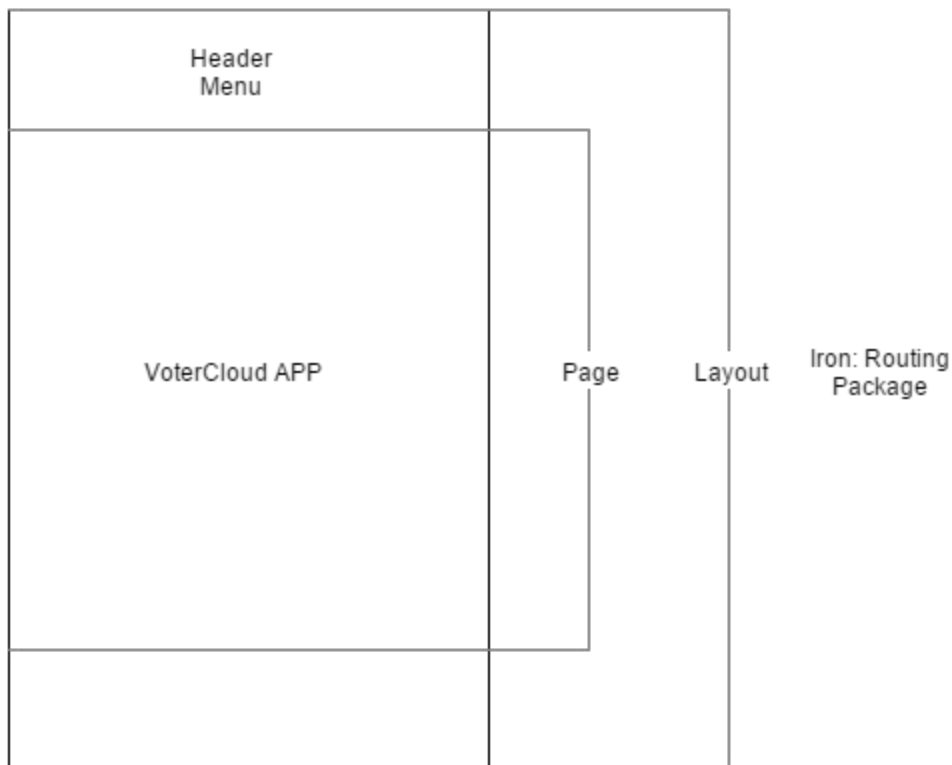 Header
Menu
VoterCloud APP
Page
Layout
Iron: Routing
Package